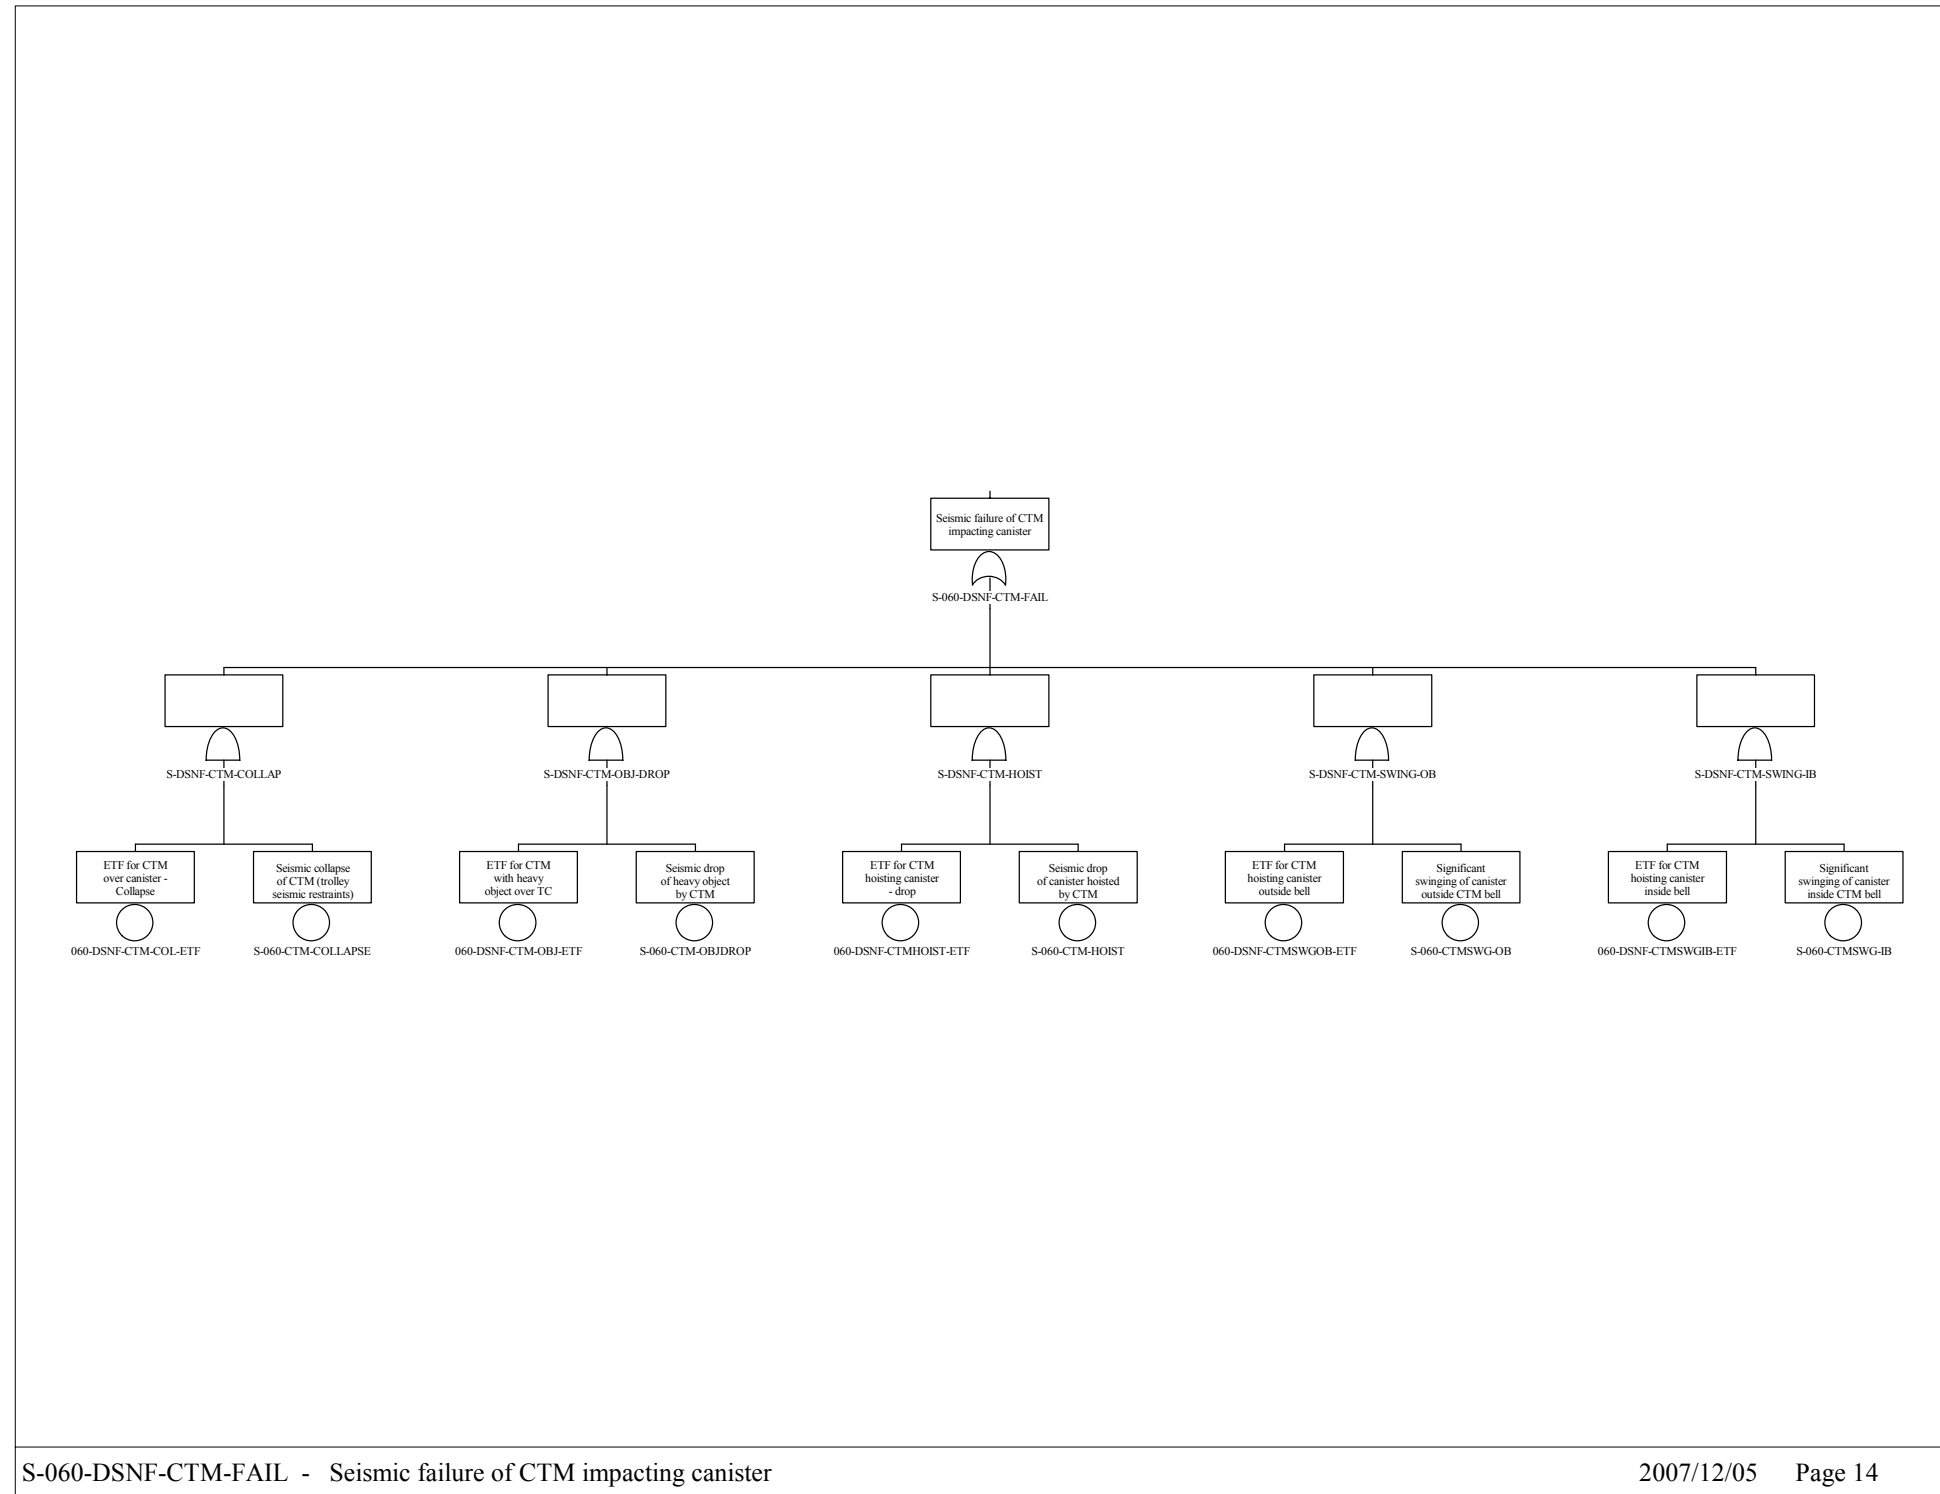 Seismic failure of CTM
impacting canister
S-060-DSNF-CTM-FAIL
S-DSNF-CTM-COLLAP
S-DSNF-CTM-OBJ-DROP
S-DSNF-CTM-HOIST
S-DSNF-CTM-SWING-OB
S-DSNF-CTM-SWING-IB
ETF for CTM
over canister -
Collapse
060-DSNF-CTM-COL-ETF
Seismic collapse
of CTM (trolley
seismic restraints)
S-060-CTM-COLLAPSE
ETF for CTM
with heavy
object over TC
060-DSNF-CTM-OBJ-ETF
Seismic drop
of heavy object
by CTM
S-060-CTM-OBJDROP
ETF for CTM
hoisting canister
- drop
060-DSNF-CTMHOIST-ETF
Seismic drop
of canister hoisted
by CTM
S-060-CTM-HOIST
ETF for CTM
hoisting canister
outside bell
060-DSNF-CTMSWGOB-ETF
Significant
swinging of canister
outside CTM bell
S-060-CTMSWG-OB
ETF for CTM
hoisting canister
inside bell
060-DSNF-CTMSWGIB-ETF
Significant
swinging of canister
inside CTM bell
S-060-CTMSWG-IB
S-060-DSNF-CTM-FAIL - Seismic failure of CTM impacting canister 2007/12/05 Page 14